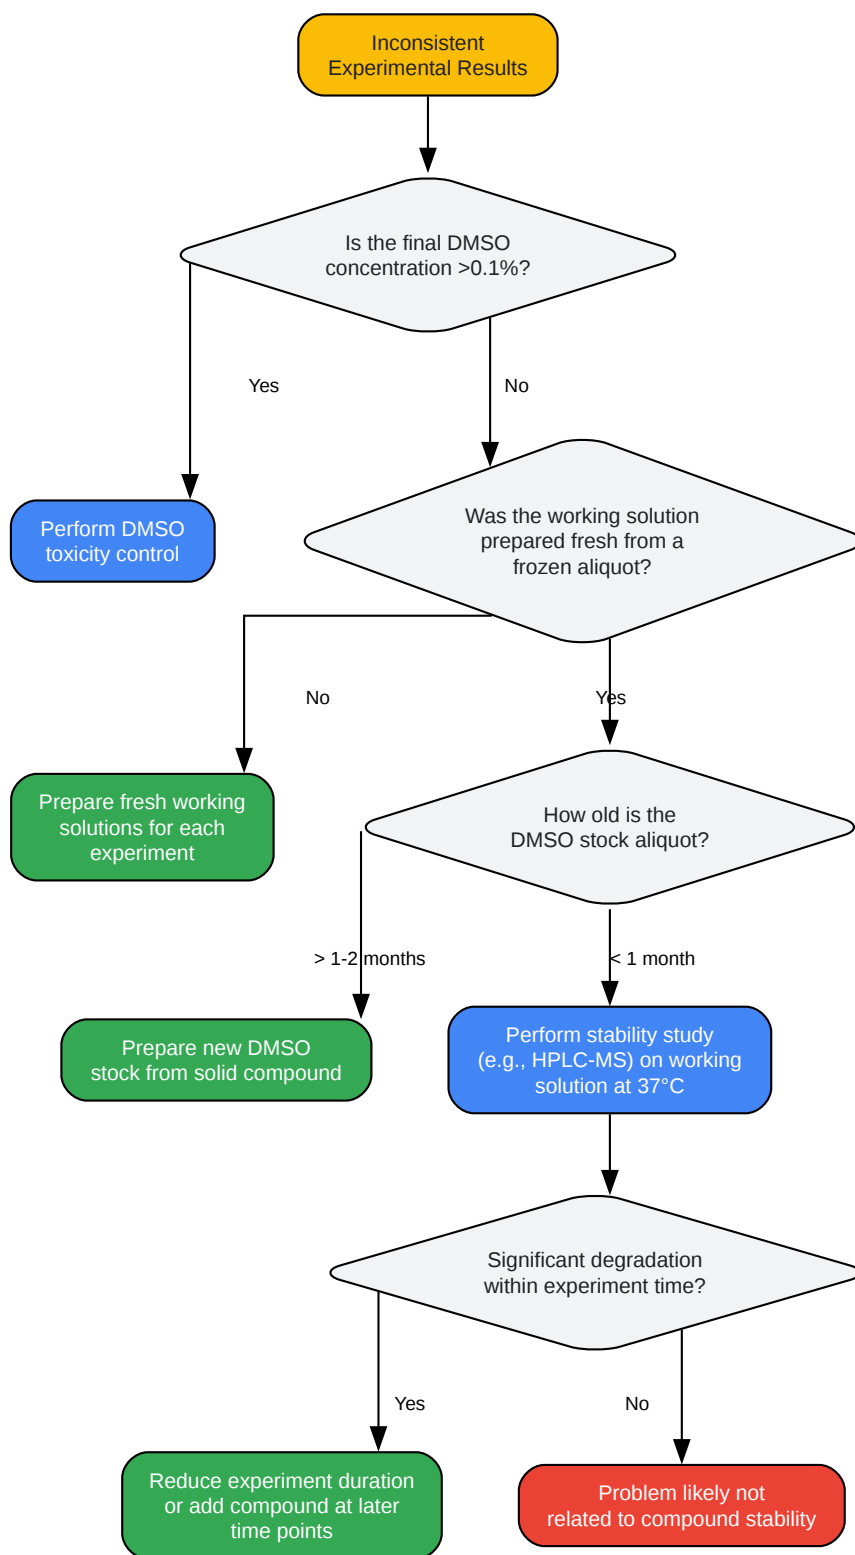 Inconsistent
Experimental Results
Is the final DMSO
concentration >0.1%?
Yes
No
Perform DMSO
toxicity control
Was the working solution
prepared fresh from a
frozen aliquot?
No
Yes
Prepare fresh working
solutions for each
experiment
How old is the
DMSO stock aliquot?
> 1-2 months
< 1 month
Prepare new DMSO
stock from solid compound
Perform stability study
(e.g., HPLC-MS) on working
solution at 37°C
Significant degradation
within experiment time?
Yes
No
Reduce experiment duration
or add compound at later
time points
Problem likely not
related to compound stability